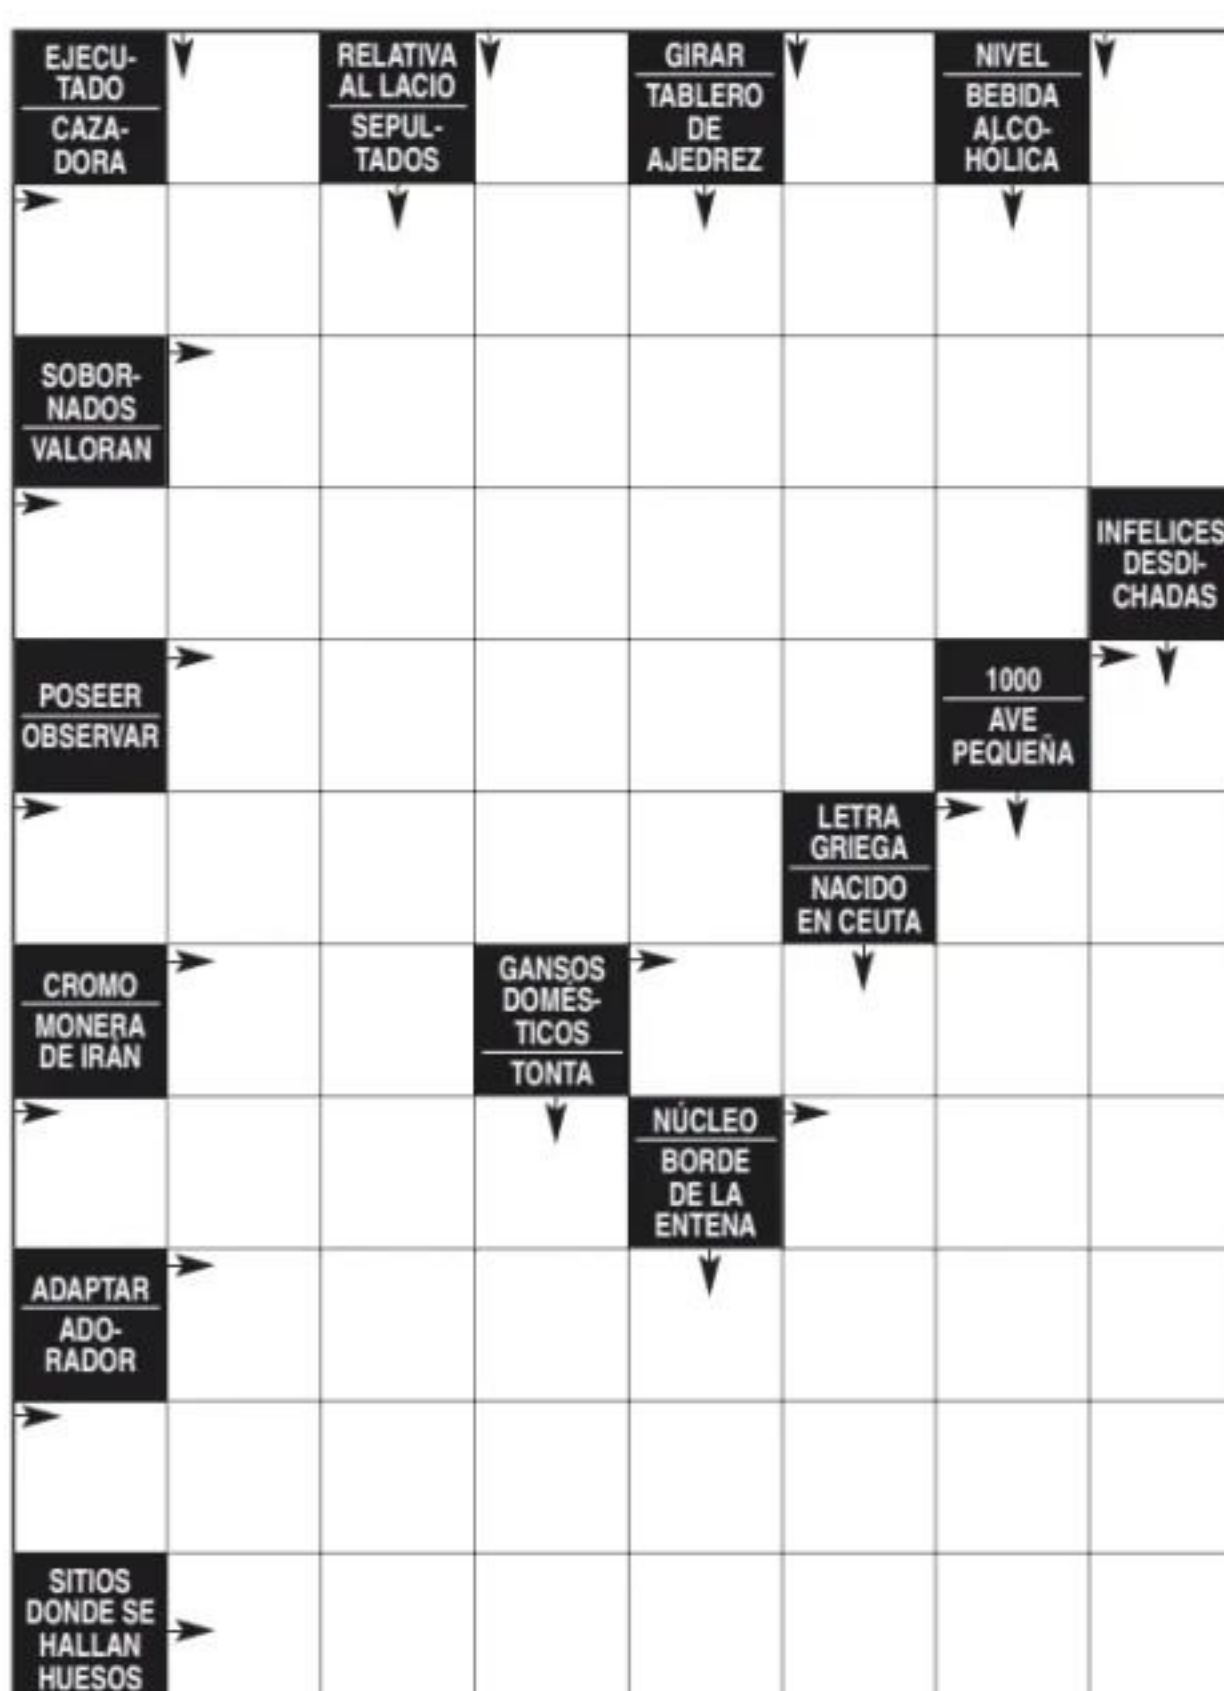 EJECU-
TADO
CAZA-
DORA
RELATIVA
AL LACIO
SEPUL-
TADOS
GIRAR
TABLERO
DE
AJEDREZ
NIVEL
BEBIDA
ALCO-
HÓLICA
SOBOR-
NADOS
VALORAN
INFELICES
DESDI-
CHADAS
POSEER
OBSERVAR
1000
AVE
PEQUEÑA
LETRA
GRIEGA
NACIDO
EN CEUTA
CROMO
MONERA
DE IRÁN
GANSOS
DOMÉS-
TICOS
TONTA
NÚCLEO
BORDE
DE LA
ENTENA
ADAPTAR
ADO-
RADOR
SITIOS
DONDE SE
HALLAN
HUESOS